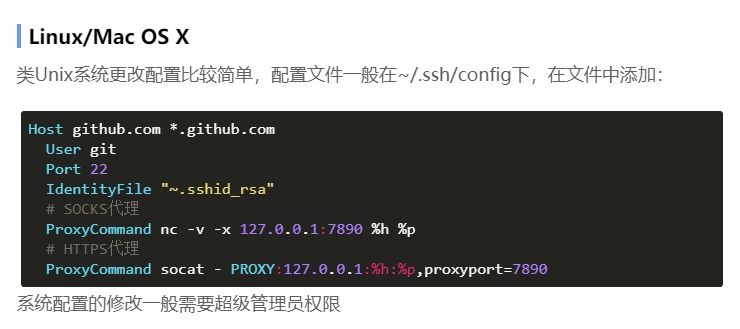 Linux/Mac OS X
类Unix系统更改配置比较简单，配置文件一般在~/.ssh/config下，在文件中添加：
Host github.com *.github.com
  User git
  Port 22
  IdentityFile "~.sshid_rsa"
  # SOCKS代理
  ProxyCommand nc -v -x 127.0.0.1:7890 %h %p
  # HTTPS代理
  ProxyCommand socat - PROXY:127.0.0.1:%h:%p,proxyport=7890
系统配置的修改一般需要超级管理员权限